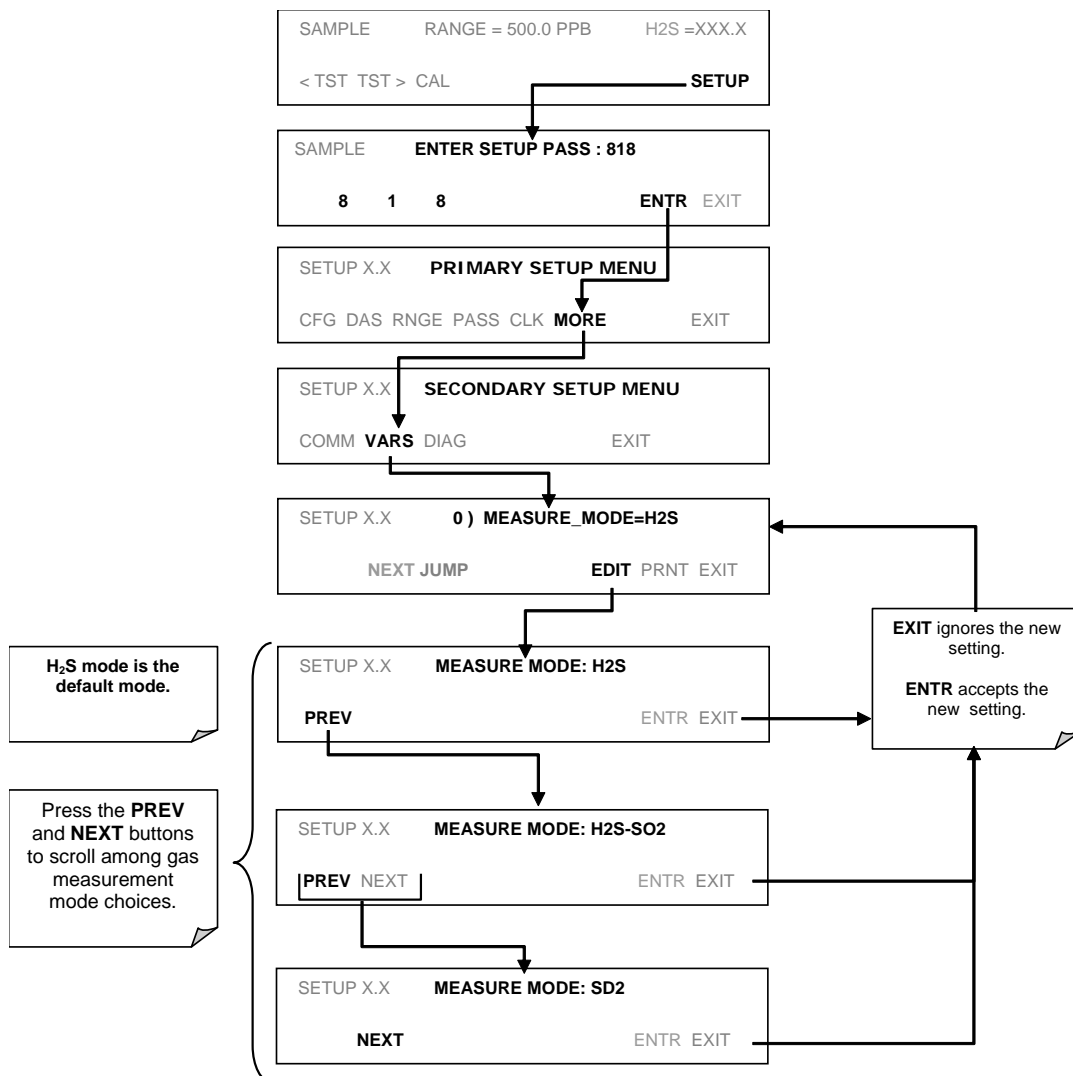 SAMPLE RANGE = 500.0 PPB H2S =XXX.X
< TST TST > CAL SETUP
SAMPLE ENTER SETUP PASS : 818
8 1 8 ENTR EXIT
SETUP X.X PRIMARY SETUP MENU
CFG DAS RNGE PASS CLK MORE EXIT
SETUP X.X SECONDARY SETUP MENU
COMM VARS DIAG EXIT
SETUP X.X 0 ) MEASURE_MODE=H2S
NEXT JUMP EDIT PRNT EXIT
EXIT ignores the new
setting.
ENTR accepts the
new setting.
H₂S mode is the
default mode.
SETUP X.X MEASURE MODE: H2S
PREV ENTR EXIT
Press the PREV
and NEXT buttons
to scroll among gas
measurement
mode choices.
SETUP X.X MEASURE MODE: H2S-SO2
PREV NEXT ENTR EXIT
SETUP X.X MEASURE MODE: SD2
NEXT ENTR EXIT